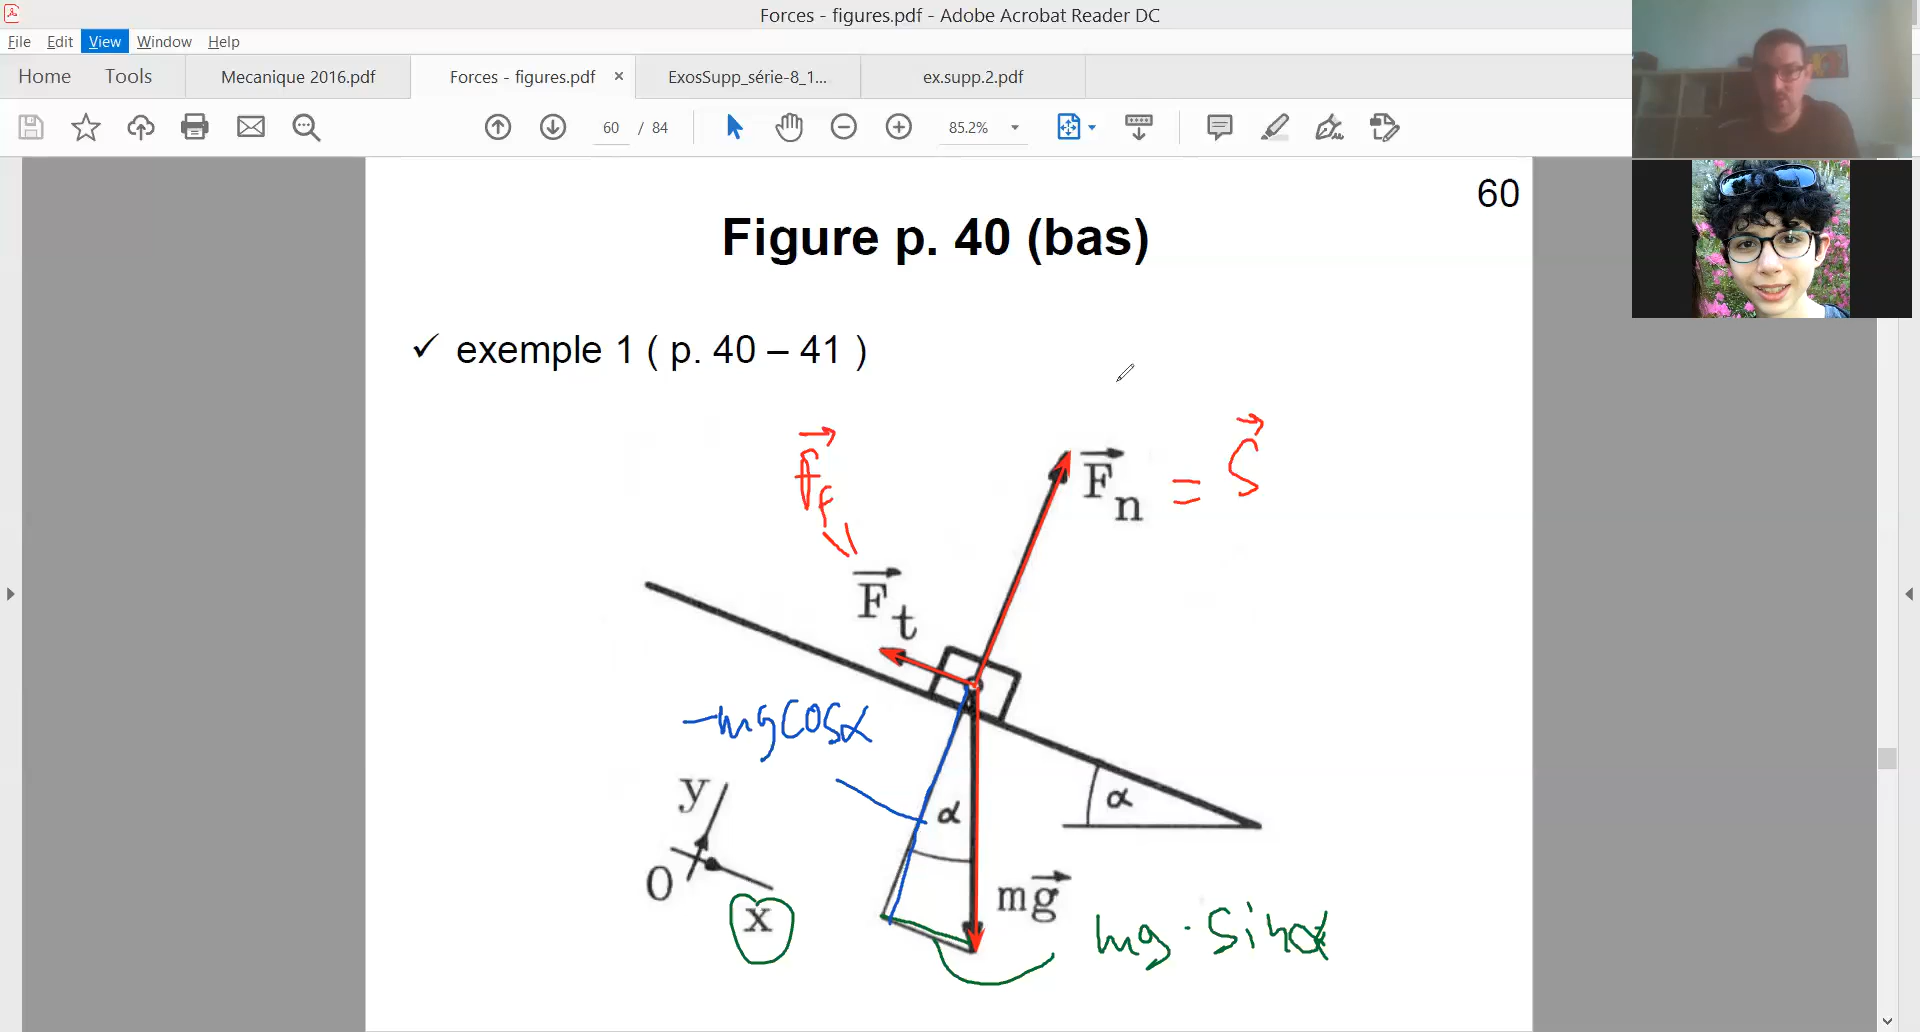 Forces - figures.pdf - Adobe Acrobat Reader DC
File Edit View Window Help
Home Tools Mecanique 2016.pdf Forces - figures.pdf × ExosSupp_série-8_1... ex.supp.2.pdf
60 / 84 85.2%
60
Figure p. 40 (bas)
✓ exemple 1 ( p. 40 – 41 )
F⃗f
F⃗n = S⃗
F⃗t
-mg cos α
α
α
y
O
x
mg⃗
mg · sin α